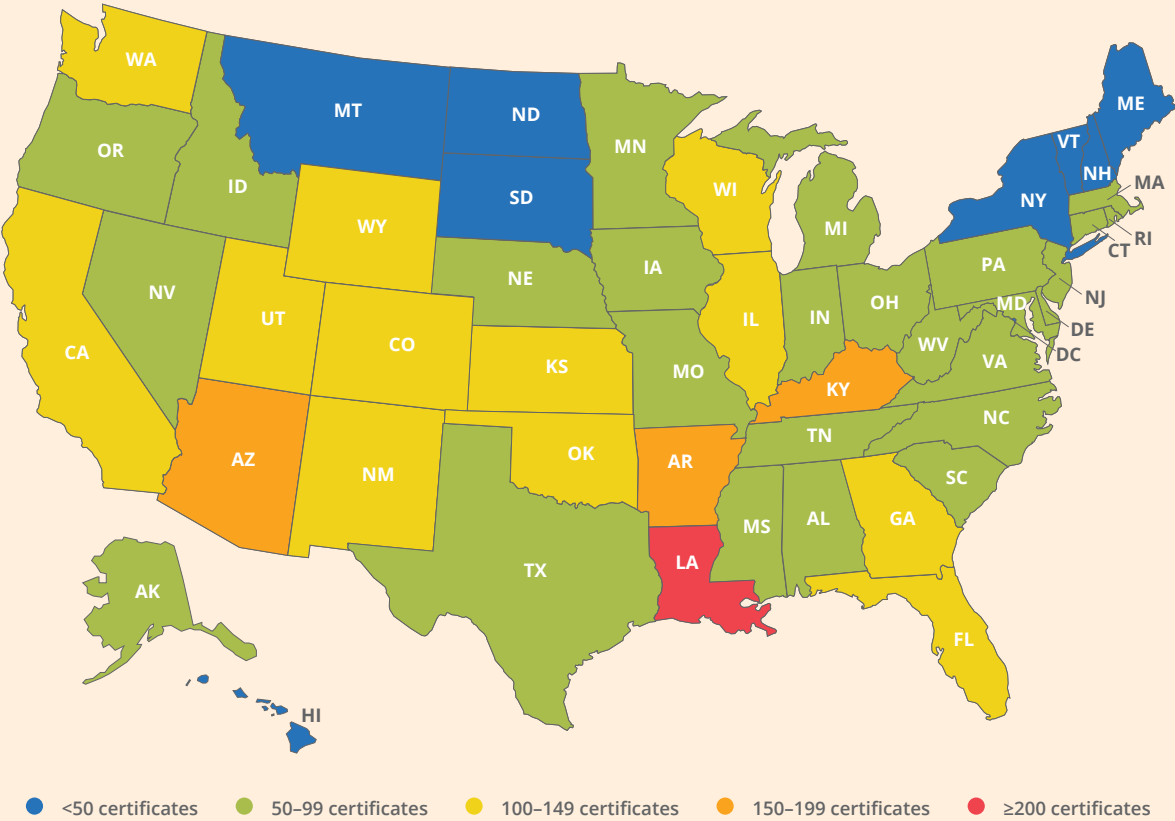 WA
MT
ND
ME
OR
MN
VT
NH
ID
SD
WI
NY
MA
WY
MI
RI
CT
NE
IA
PA
NV
UT
IL
IN
OH
MD
NJ
CA
CO
KS
MO
WV
VA
DE
DC
KY
AZ
NM
OK
AR
TN
NC
MS
AL
GA
SC
TX
LA
AK
FL
HI
<50 certificates
50–99 certificates
100–149 certificates
150–199 certificates
≥200 certificates